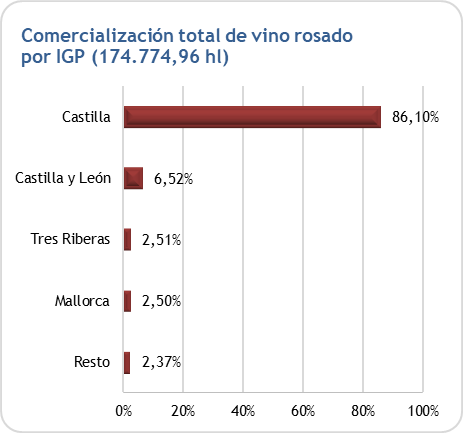 Comercialización total de vino rosado
por IGP (174.774,96 hl)
Castilla 86,10%
Castilla y León 6,52%
Tres Riberas 2,51%
Mallorca 2,50%
Resto 2,37%
0% 20% 40% 60% 80% 100%